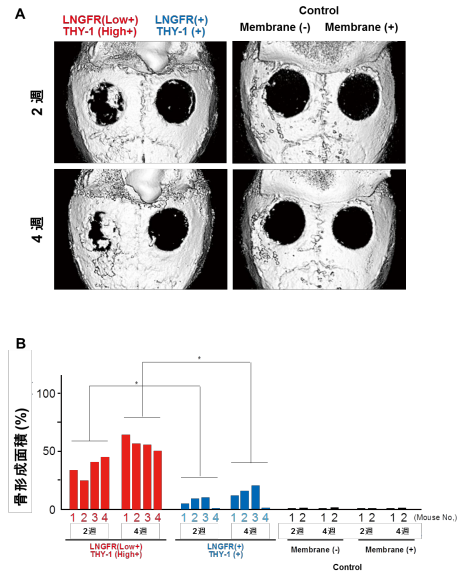 A
LNGFR(Low+)
THY-1 (High+)
LNGFR(+)
THY-1 (+)
Control
Membrane (-)
Membrane (+)
2 週
4 週
B
骨形成面積 (%)
100
50
0
*
*
1 2 3 4 1 2 3 4 1 2 3 4 1 2 3 4 1 2 1 2 1 2 1 2 (Mouse No,)
2週 4週 2週 4週 2週 4週 2週 4週
LNGFR(Low+)
THY-1 (High+)
LNGFR(+)
THY-1 (+)
Membrane (-)
Membrane (+)
Control